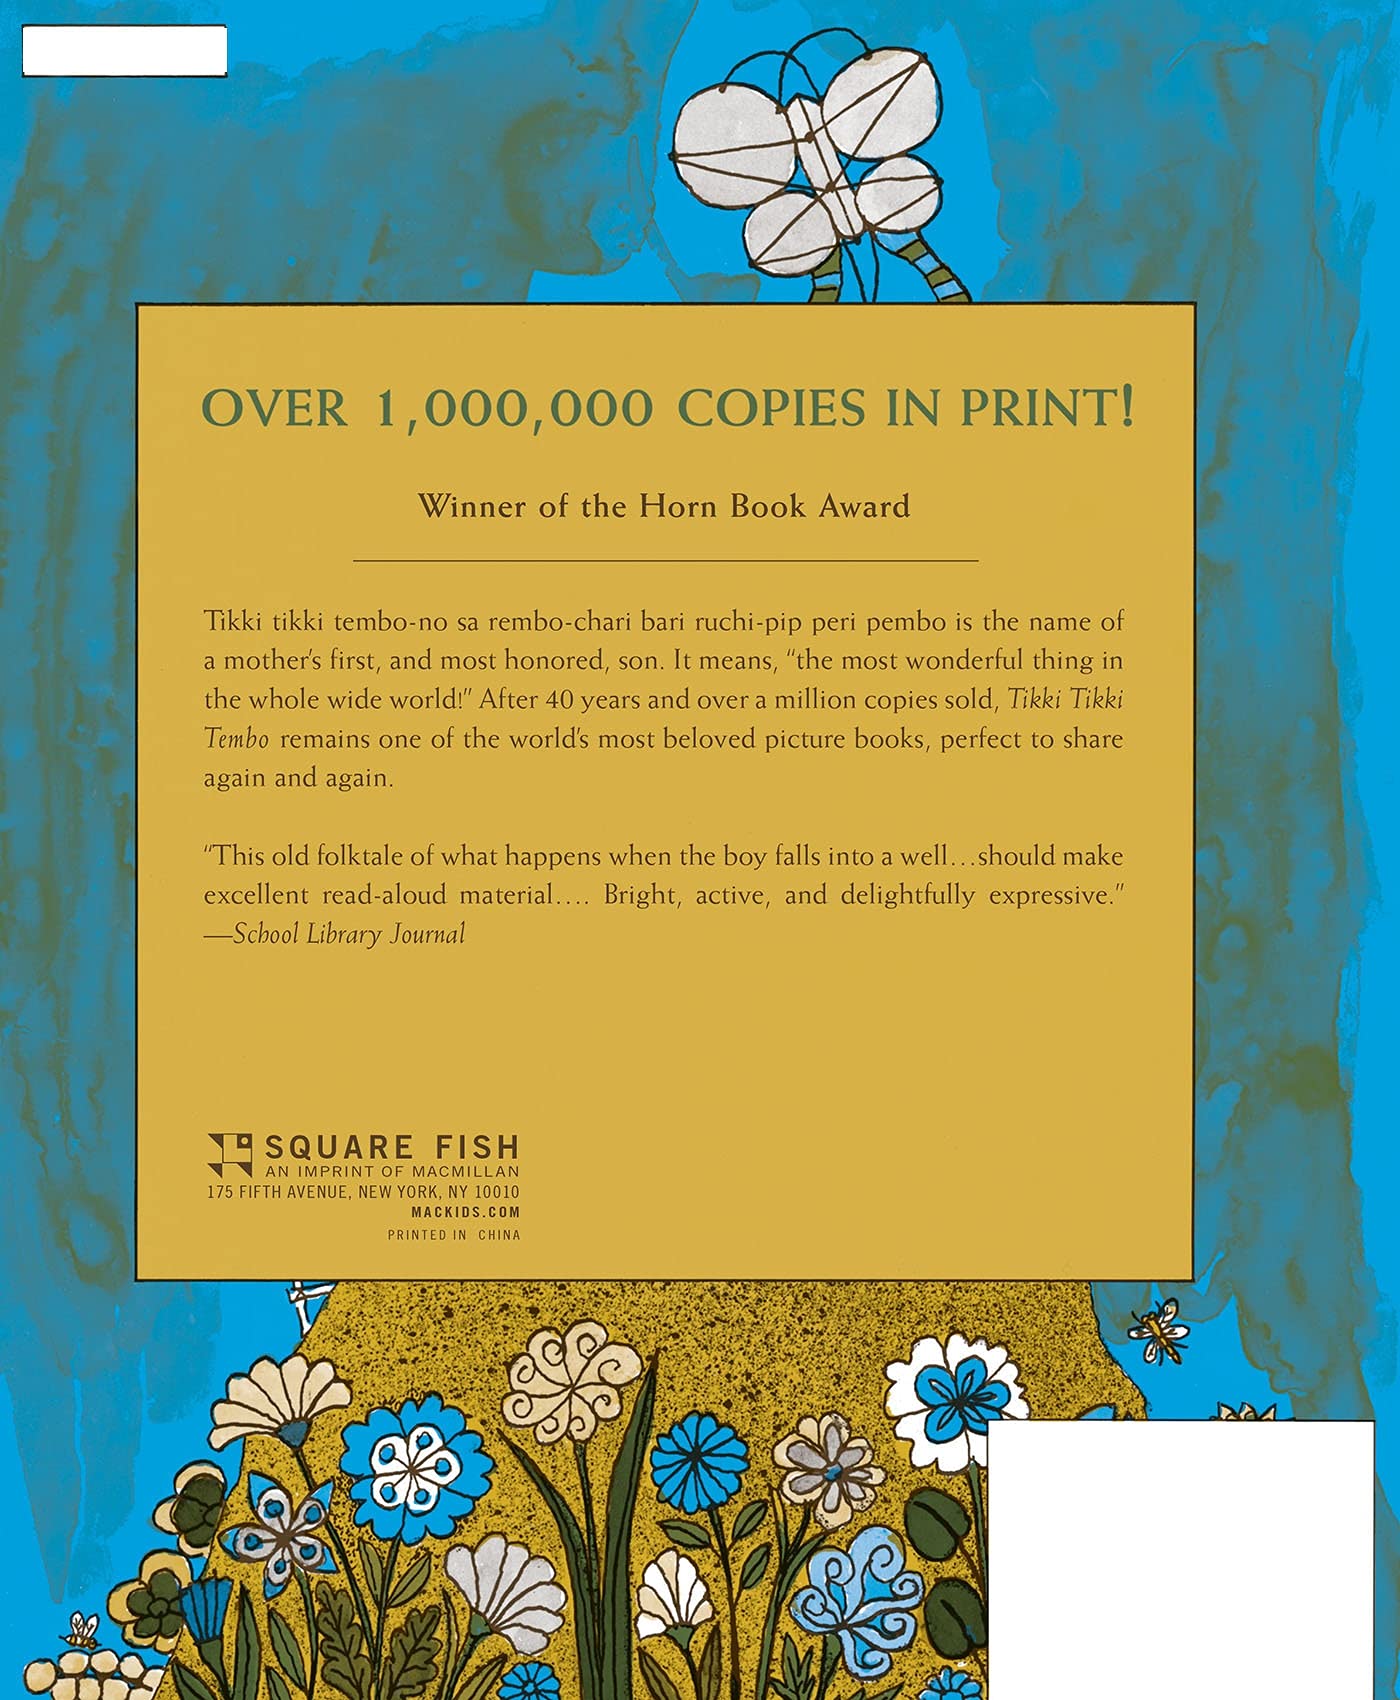 OVER 1,000,000 COPIES IN PRINT!
Winner of the Horn Book Award
Tikki tikki tembo-no sa rembo-chari bari ruchi-pip peri pembo is the name of
a mother's first, and most honored, son. It means, “the most wonderful thing in
the whole wide world!” After 40 years and over a million copies sold, Tikki Tikki
Tembo remains one of the world's most beloved picture books, perfect to share
again and again.
“This old folktale of what happens when the boy falls into a well…should make
excellent read-aloud material…. Bright, active, and delightfully expressive.”
—School Library Journal
SQUARE FISH
AN IMPRINT OF MACMILLAN
175 FIFTH AVENUE, NEW YORK, NY 10010
MACKIDS.COM
PRINTED IN CHINA